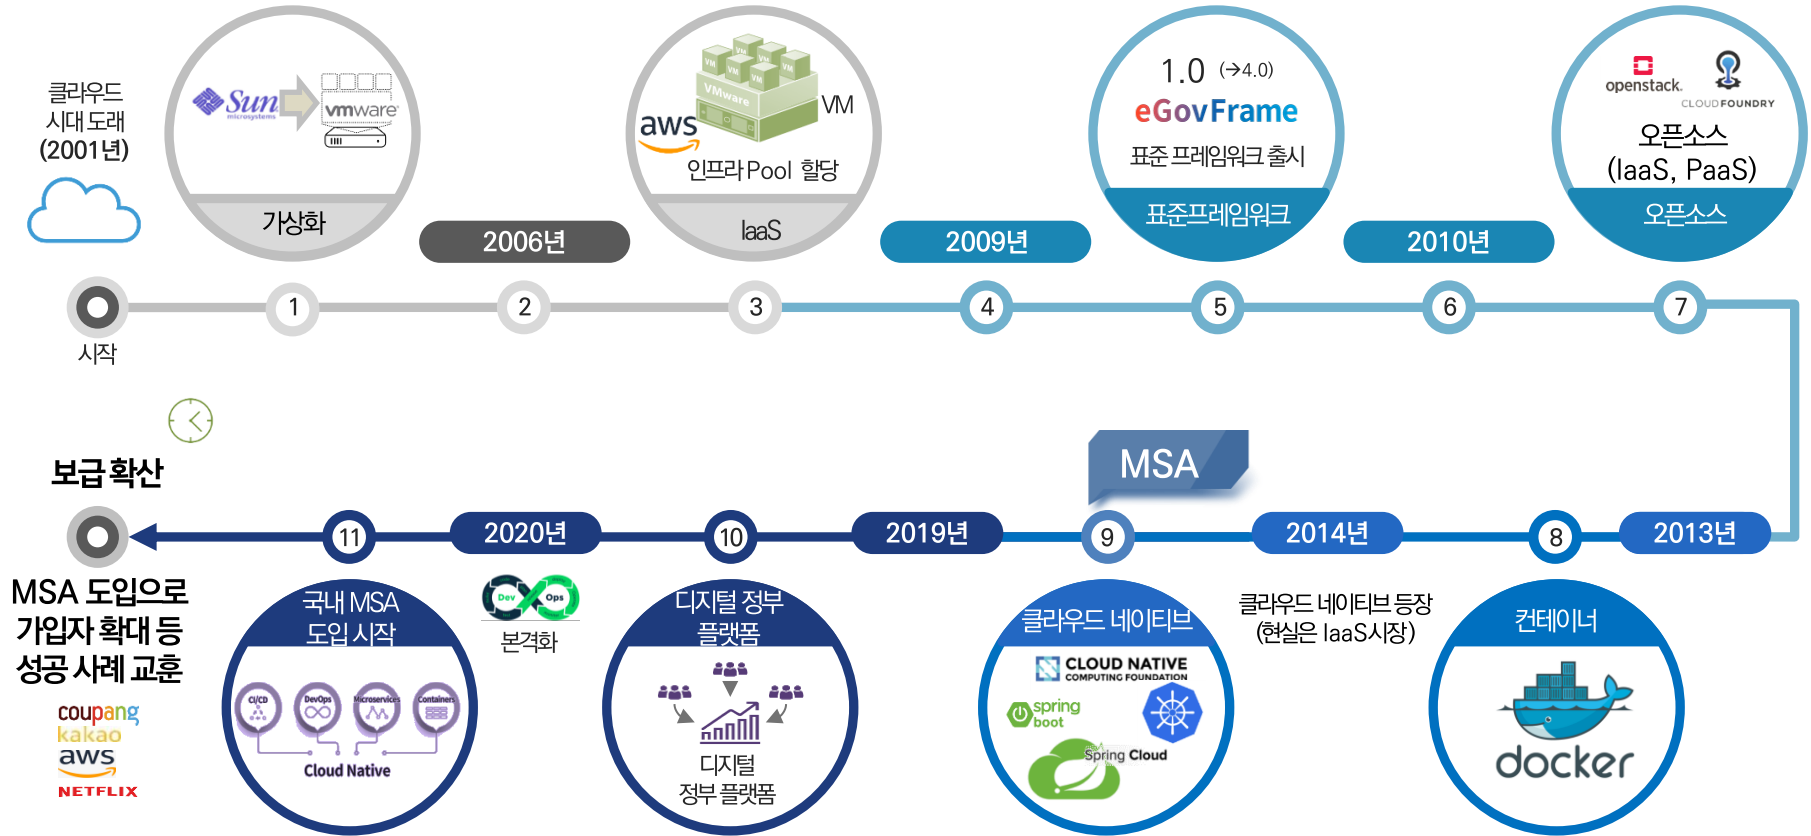 클라우드
시대 도래
(2001년)
시작
Sun
microsystems
vmware
가상화
1
2006년
2
VM
VM
VM
VM
VM
VMware
VM
aws
인프라 Pool 할당
IaaS
3
2009년
4
1.0 (→4.0)
eGovFrame
표준 프레임워크 출시
표준프레임워크
5
2010년
6
openstack.
CLOUD FOUNDRY
오픈소스
(IaaS, PaaS)
오픈소스
7
2013년
8
컨테이너
docker
2014년
클라우드 네이티브 등장
(현실은 IaaS시장)
MSA
9
클라우드 네이티브
CLOUD NATIVE
COMPUTING FOUNDATION
spring
boot
Spring Cloud
2019년
10
디지털 정부
플랫폼
디지털
정부 플랫폼
2020년
Dev Ops
본격화
11
국내 MSA
도입 시작
CI/CD DevOps Microservices Containers
Cloud Native
보급 확산
MSA 도입으로
가입자 확대 등
성공 사례 교훈
coupang
kakao
aws
NETFLIX